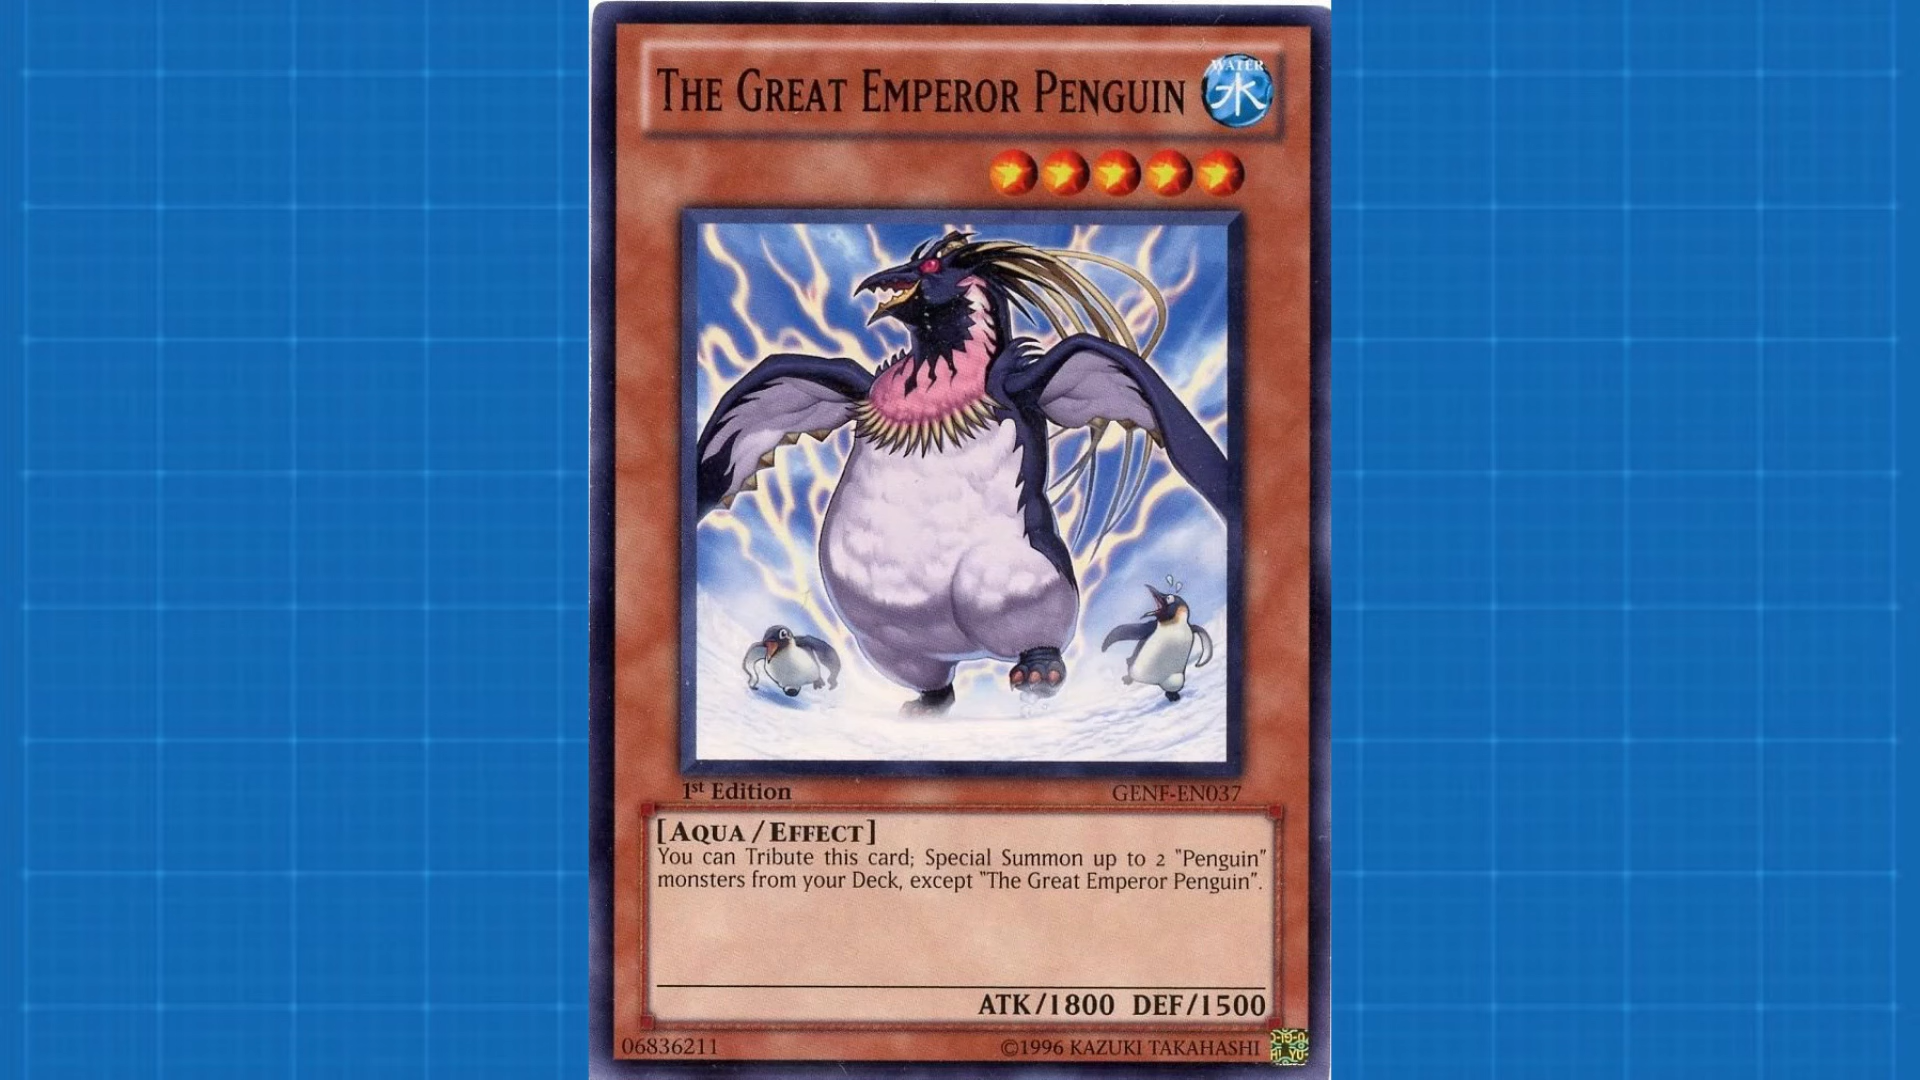 THE GREAT EMPEROR PENGUIN
WATER
水
1st Edition
GENF-EN037
[AQUA/EFFECT]
You can Tribute this card; Special Summon up to 2 "Penguin"
monsters from your Deck, except "The Great Emperor Penguin".
ATK/1800 DEF/1500
06836211
©1996 KAZUKI TAKAHASHI